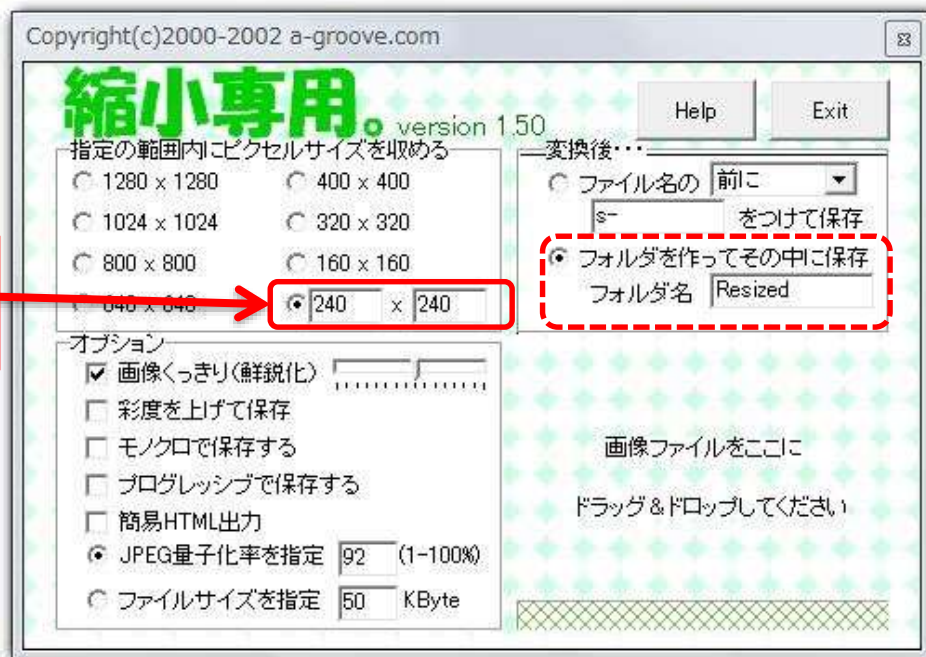 Copyright(c)2000-2002 a-groove.com
縮小専用。 version 1.50
Help
Exit
指定の範囲内にピクセルサイズを収める
1280 x 1280
400 x 400
1024 x 1024
320 x 320
800 x 800
160 x 160
640 x 640
240 x 240
変換後・・・
ファイル名の 前に
s- をつけて保存
フォルダを作ってその中に保存
フォルダ名 Resized
オプション
画像くっきり(鮮鋭化)
彩度を上げて保存
モノクロで保存する
プログレッシブで保存する
簡易HTML出力
JPEG量子化率を指定 92 (1-100%)
ファイルサイズを指定 50 KByte
画像ファイルをここに
ドラッグ&ドロップしてください